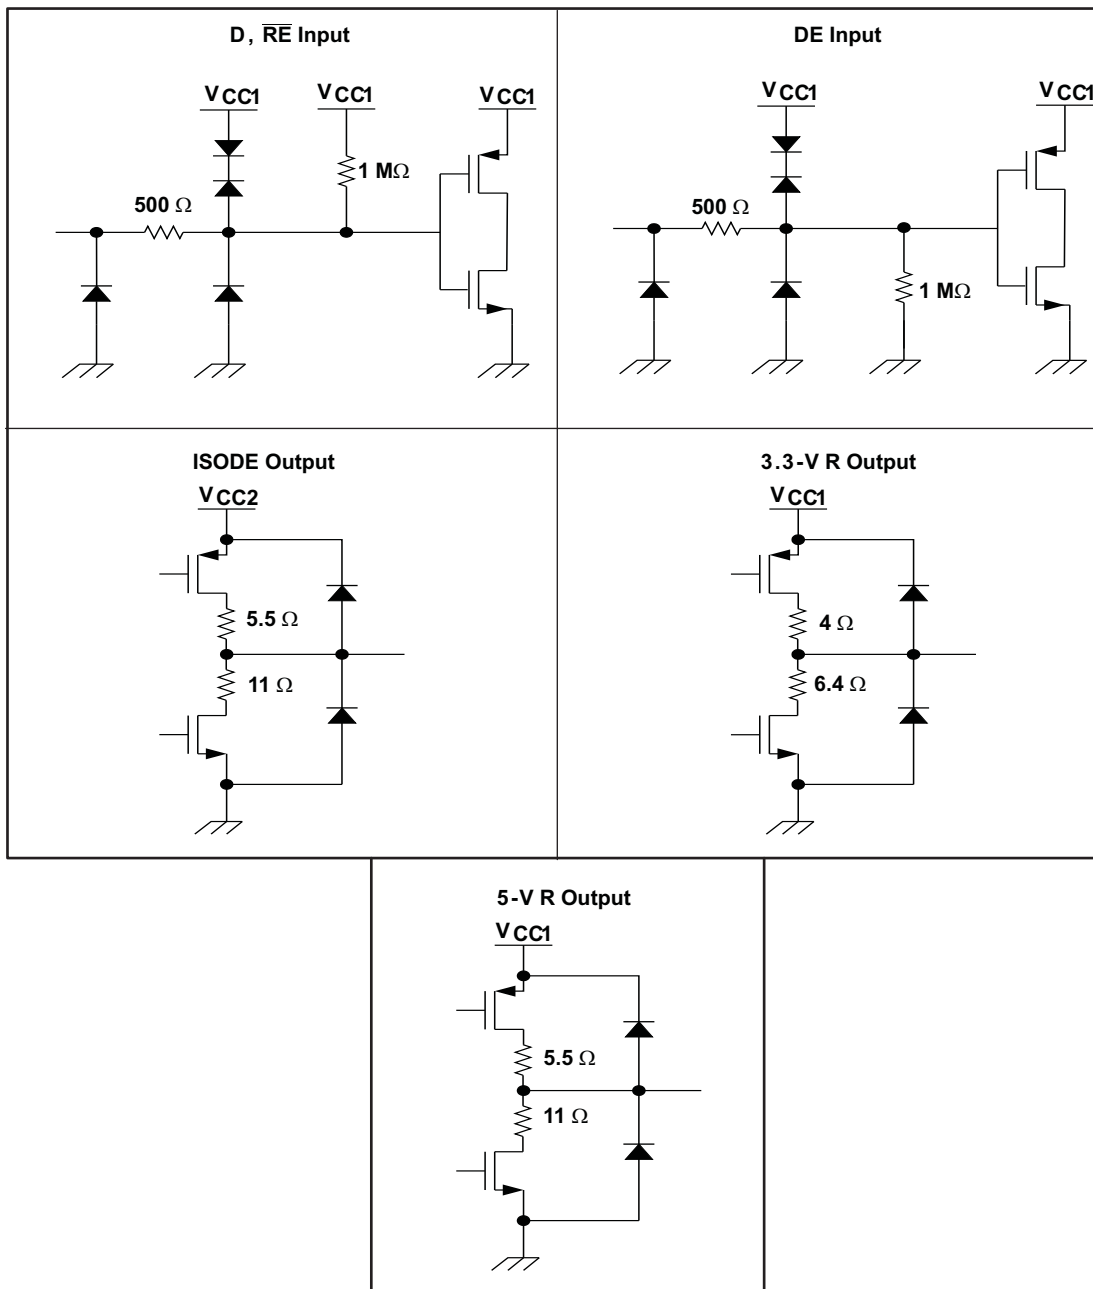 D, R̅E̅ Input
VCC1
VCC1
VCC1
1 MΩ
500 Ω
DE Input
VCC1
VCC1
500 Ω
1 MΩ
ISODE Output
VCC2
5.5 Ω
11 Ω
3.3-V R Output
VCC1
4 Ω
6.4 Ω
5-V R Output
VCC1
5.5 Ω
11 Ω